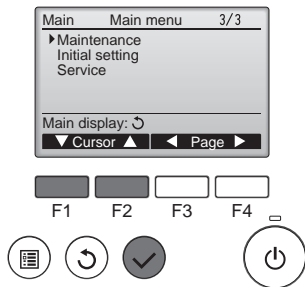 Main Main menu 3/3
Maintenance
Initial setting
Service
Main display:
Cursor Page
F1 F2 F3 F4